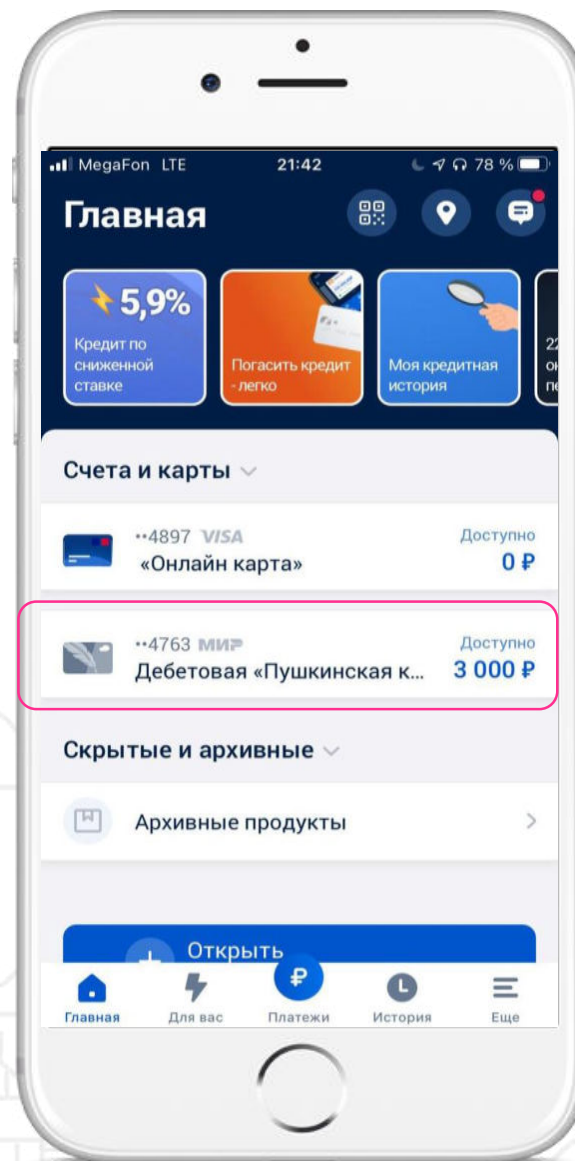 MegaFon LTE 21:42 78 %
Главная
5,9%
Кредит по
сниженной
ставке
Погасить кредит
- легко
Моя кредитная
история
Счета и карты
··4897 VISA Доступно
«Онлайн карта» 0 ₽
··4763 МИР Доступно
Дебетовая «Пушкинская к... 3 000 ₽
Скрытые и архивные
Архивные продукты
Открыть
₽
Главная Для вас Платежи История Еще